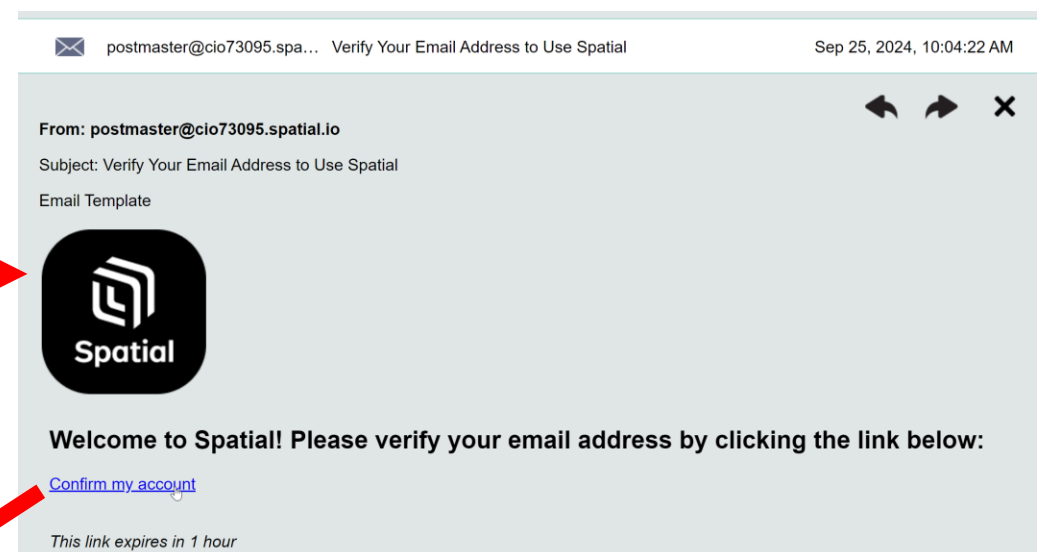 postmaster@cio73095.spa... Verify Your Email Address to Use Spatial Sep 25, 2024, 10:04:22 AM
From: postmaster@cio73095.spatial.io
Subject: Verify Your Email Address to Use Spatial
Email Template
Spatial
Welcome to Spatial! Please verify your email address by clicking the link below:
Confirm my account
This link expires in 1 hour